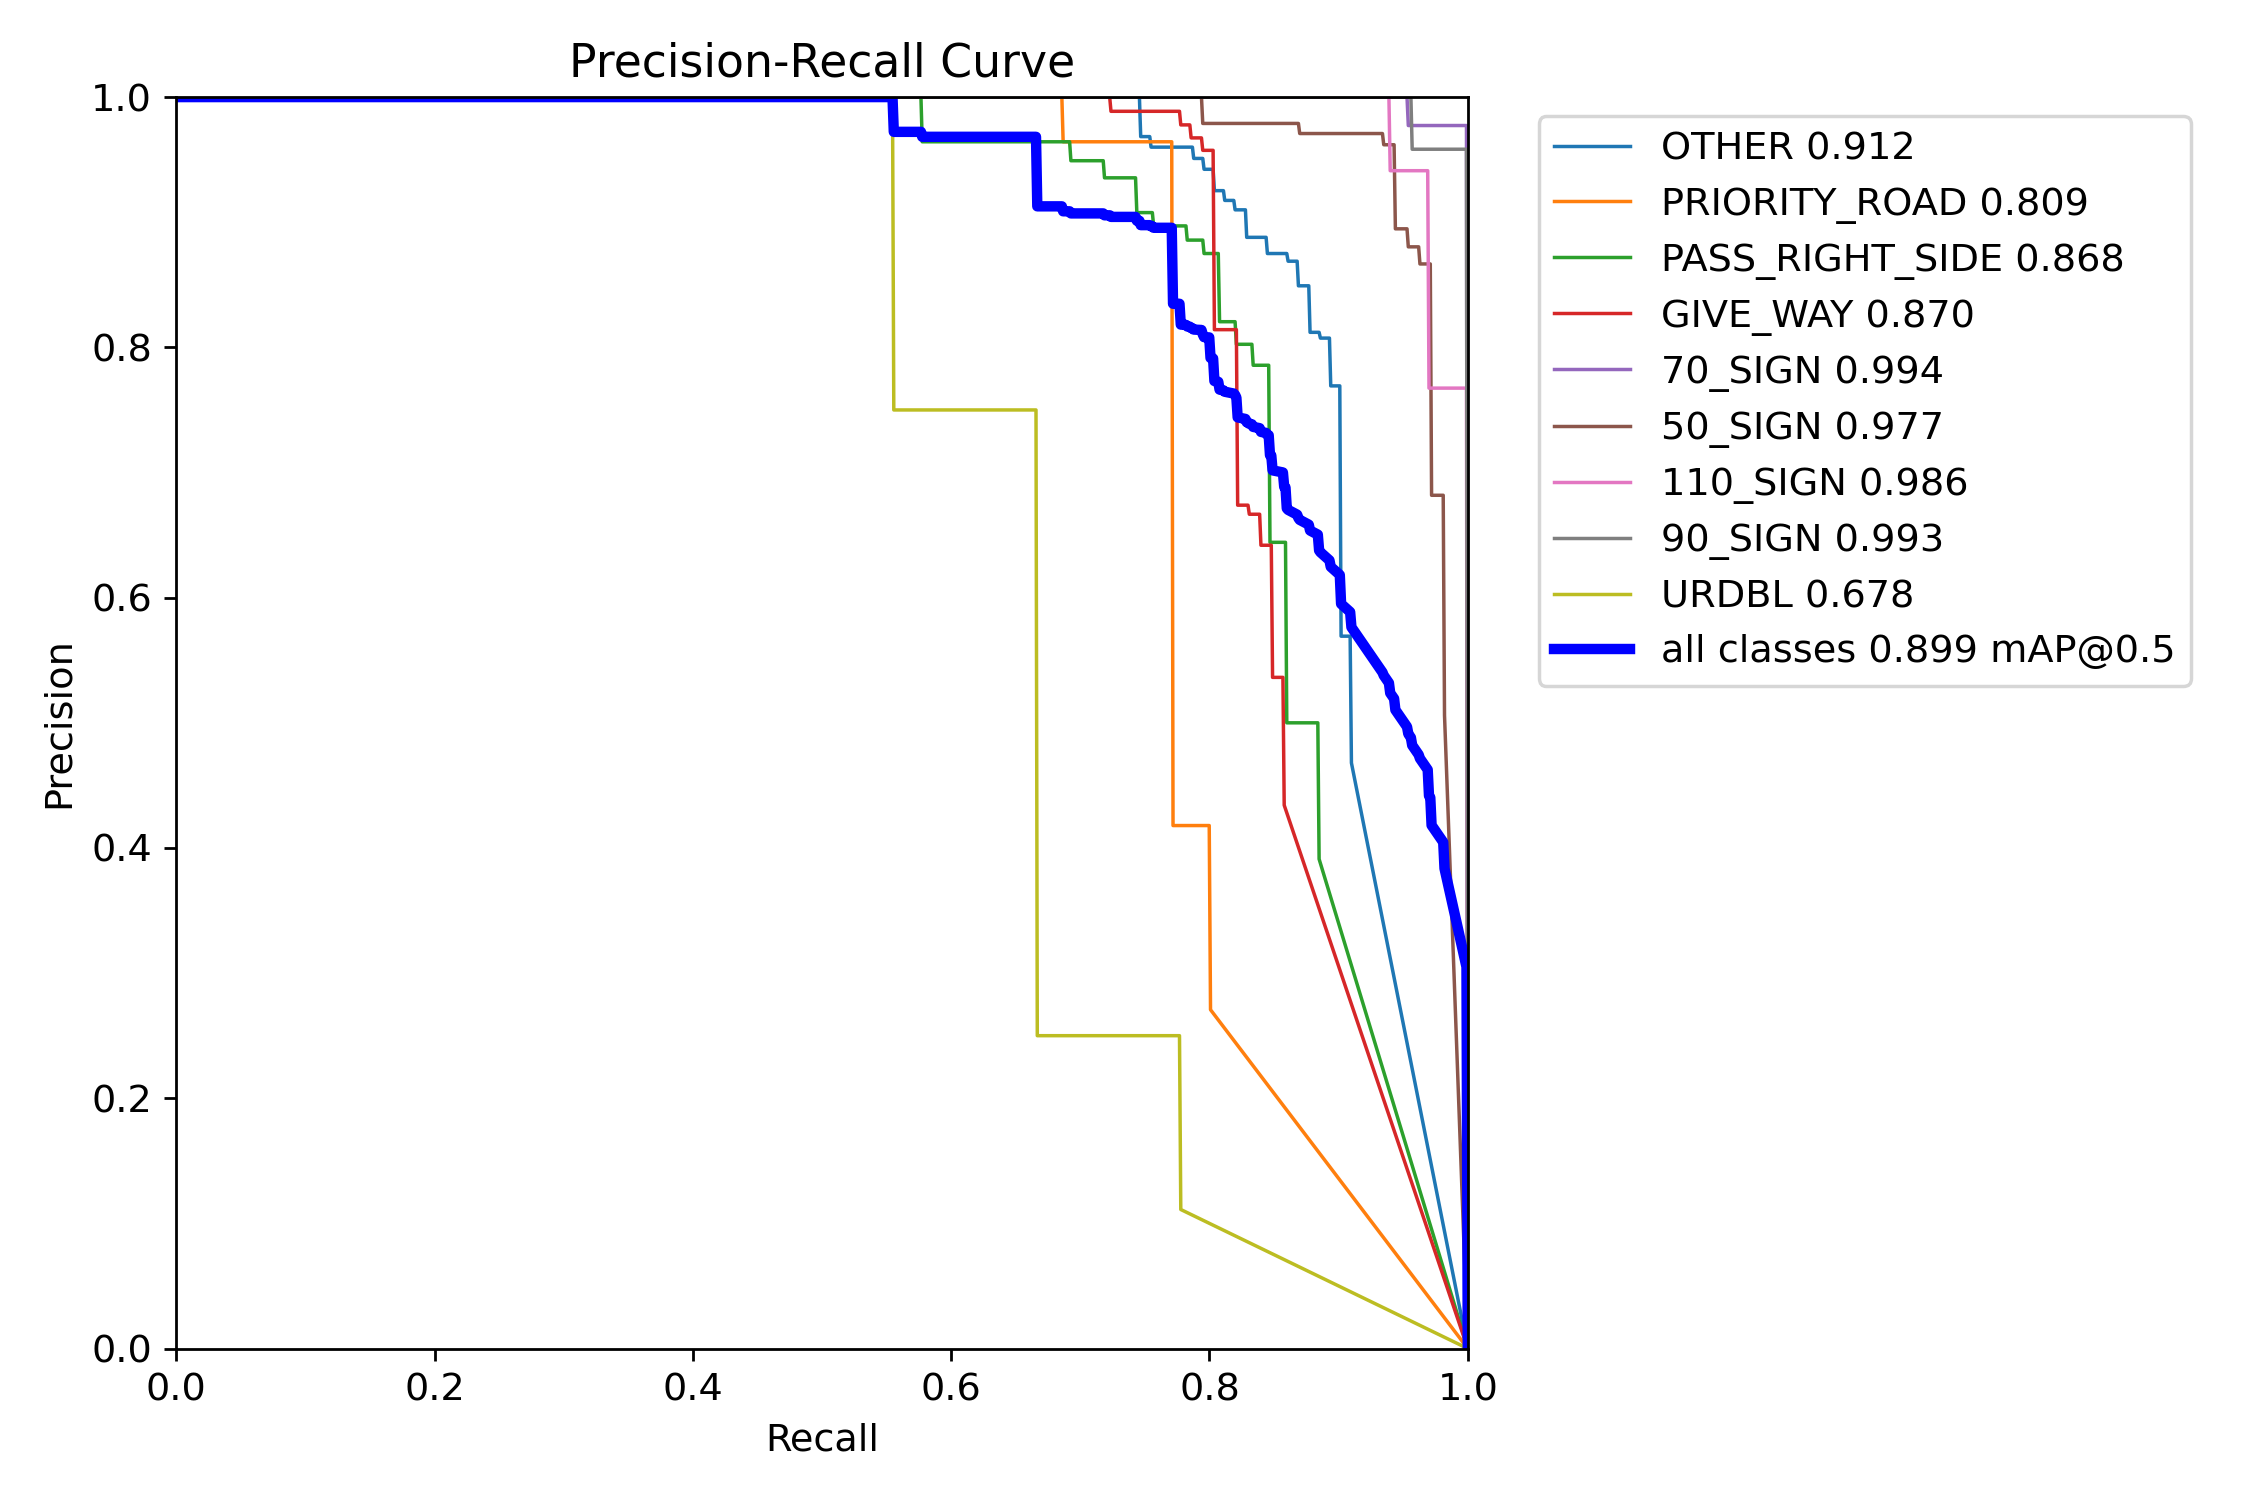 Precision-Recall Curve
1.0
0.8
0.6
0.4
0.2
0.0
Precision
0.0 0.2 0.4 0.6 0.8 1.0
Recall
OTHER 0.912
PRIORITY_ROAD 0.809
PASS_RIGHT_SIDE 0.868
GIVE_WAY 0.870
70_SIGN 0.994
50_SIGN 0.977
110_SIGN 0.986
90_SIGN 0.993
URDBL 0.678
all classes 0.899 mAP@0.5